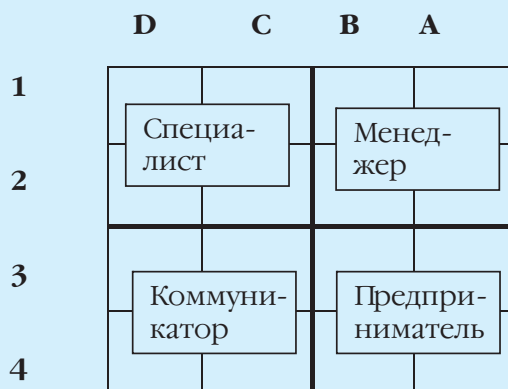 D C B A
1
Специа-
лист
Менед-
жер
2
3
Коммуни-
катор
Предпри-
ниматель
4